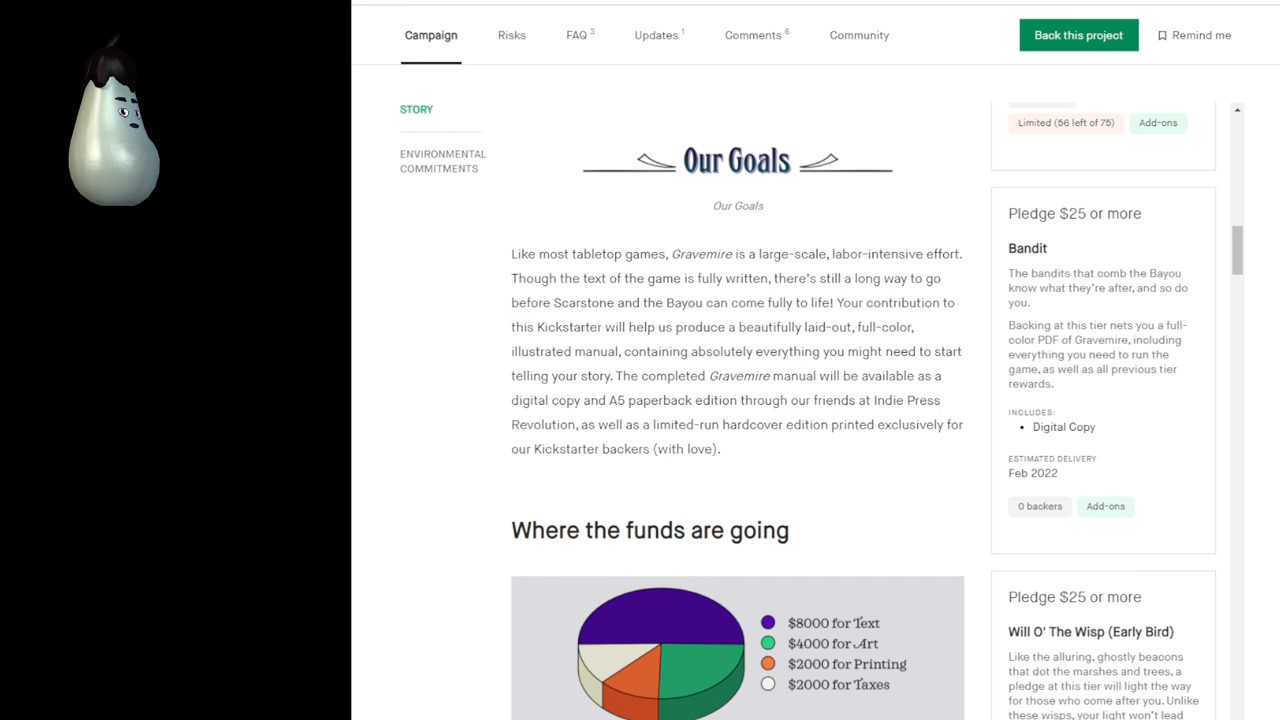 Campaign
Risks
FAQ 3
Updates 1
Comments 6
Community
Back this project
Remind me
STORY
ENVIRONMENTAL
COMMITMENTS
Our Goals
Our Goals
Like most tabletop games, Gravemire is a large-scale, labor-intensive effort.
Though the text of the game is fully written, there's still a long way to go
before Scarstone and the Bayou can come fully to life! Your contribution to
this Kickstarter will help us produce a beautifully laid-out, full-color,
illustrated manual, containing absolutely everything you might need to start
telling your story. The completed Gravemire manual will be available as a
digital copy and A5 paperback edition through our friends at Indie Press
Revolution, as well as a limited-run hardcover edition printed exclusively for
our Kickstarter backers (with love).
Where the funds are going
$8000 for Text
$4000 for Art
$2000 for Printing
$2000 for Taxes
Limited (56 left of 75)
Add-ons
Pledge $25 or more
Bandit
The bandits that comb the Bayou
know what they're after, and so do
you.
Backing at this tier nets you a full-
color PDF of Gravemire, including
everything you need to run the
game, as well as all previous tier
rewards.
INCLUDES:
• Digital Copy
ESTIMATED DELIVERY
Feb 2022
0 backers
Add-ons
Pledge $25 or more
Will O' The Wisp (Early Bird)
Like the alluring, ghostly beacons
that dot the marshes and trees, a
pledge at this tier will light the way
for those who come after. Unlike
these wisps, your light won't lead